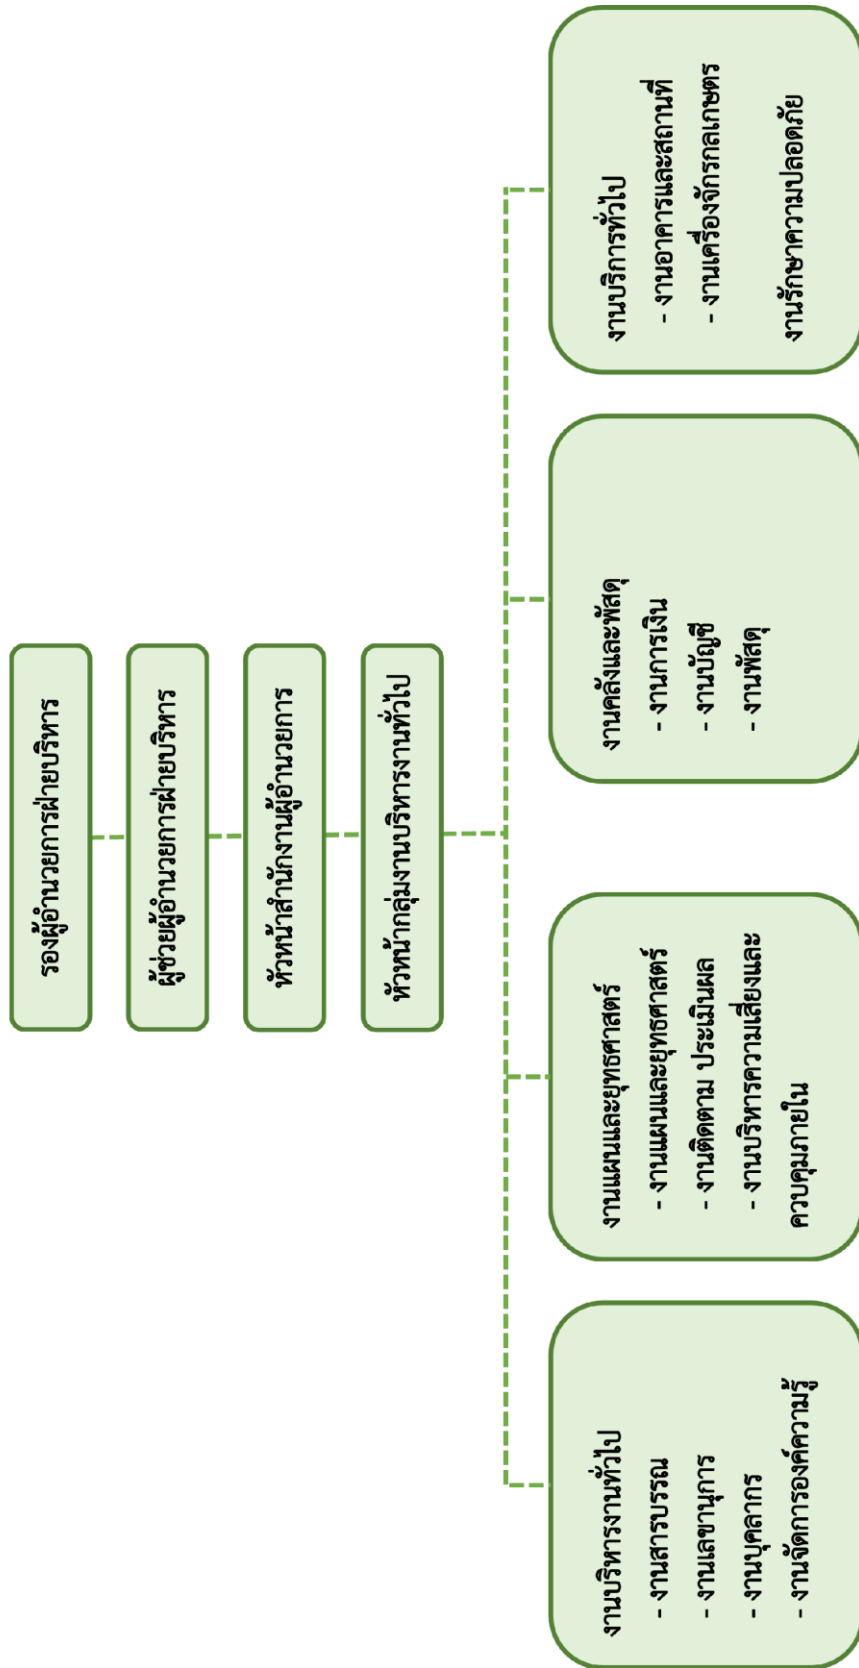 รองผู้อำนวยการฝ่ายบริหาร
ผู้ช่วยผู้อำนวยการฝ่ายบริหาร
หัวหน้าสำนักงานผู้อำนวยการ
หัวหน้ากลุ่มงานบริหารงานทั่วไป
งานบริหารงานทั่วไป
- งานสารบรรณ
- งานเลขานุการ
- งานบุคลากร
- งานจัดการองค์ความรู้
งานแผนและยุทธศาสตร์
- งานแผนและยุทธศาสตร์
- งานติดตาม ประเมินผล
- งานบริหารความเสี่ยงและ
ควบคุมภายใน
งานคลังและพัสดุ
- งานการเงิน
- งานบัญชี
- งานพัสดุ
งานบริการทั่วไป
- งานอาคารและสถานที่
- งานเครื่องจักรกลเกษตร
งานรักษาความปลอดภัย